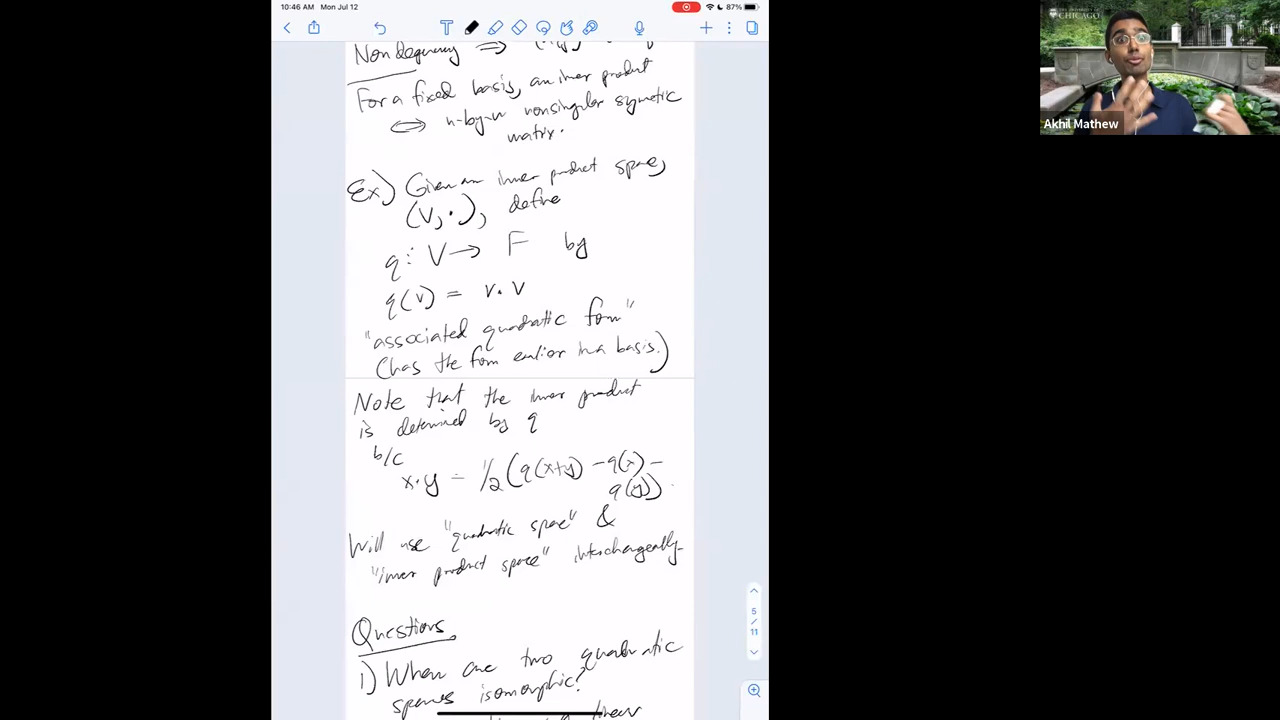 10:46 AM Mon Jul 12
87%
THE UNIVERSITY OF
CHICAGO
Akhil Mathew
Nondegeneracy ⟹
For a fixed basis, an inner product
⟺ n-by-n nonsingular symmetric
matrix.
Ex) Given an inner product space,
(V, ·), define
q : V → F by
q(v) = v · v
"associated quadratic form"
(has the form earlier in a basis.)
Note that the inner product
is determined by q
b/c
x·y = 1/2 (q(x+y) - q(x) -
q(y)).
Will use "quadratic space" &
"inner product space" interchangeably.
Questions.
1) When are two quadratic
spaces isomorphic?
linear
5
/
11